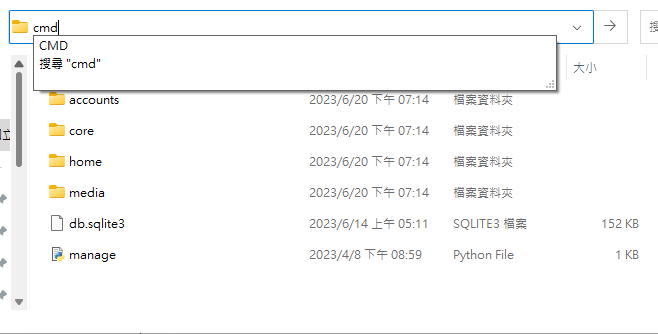 cmd
搜
CMD
搜尋 "cmd"
大小
accounts 2023/6/20 下午 07:14 檔案資料夾
core 2023/6/20 下午 07:14 檔案資料夾
home 2023/6/20 下午 07:14 檔案資料夾
media 2023/6/20 下午 07:14 檔案資料夾
db.sqlite3 2023/6/14 上午 05:11 SQLITE3 檔案 152 KB
manage 2023/4/8 下午 08:59 Python File 1 KB